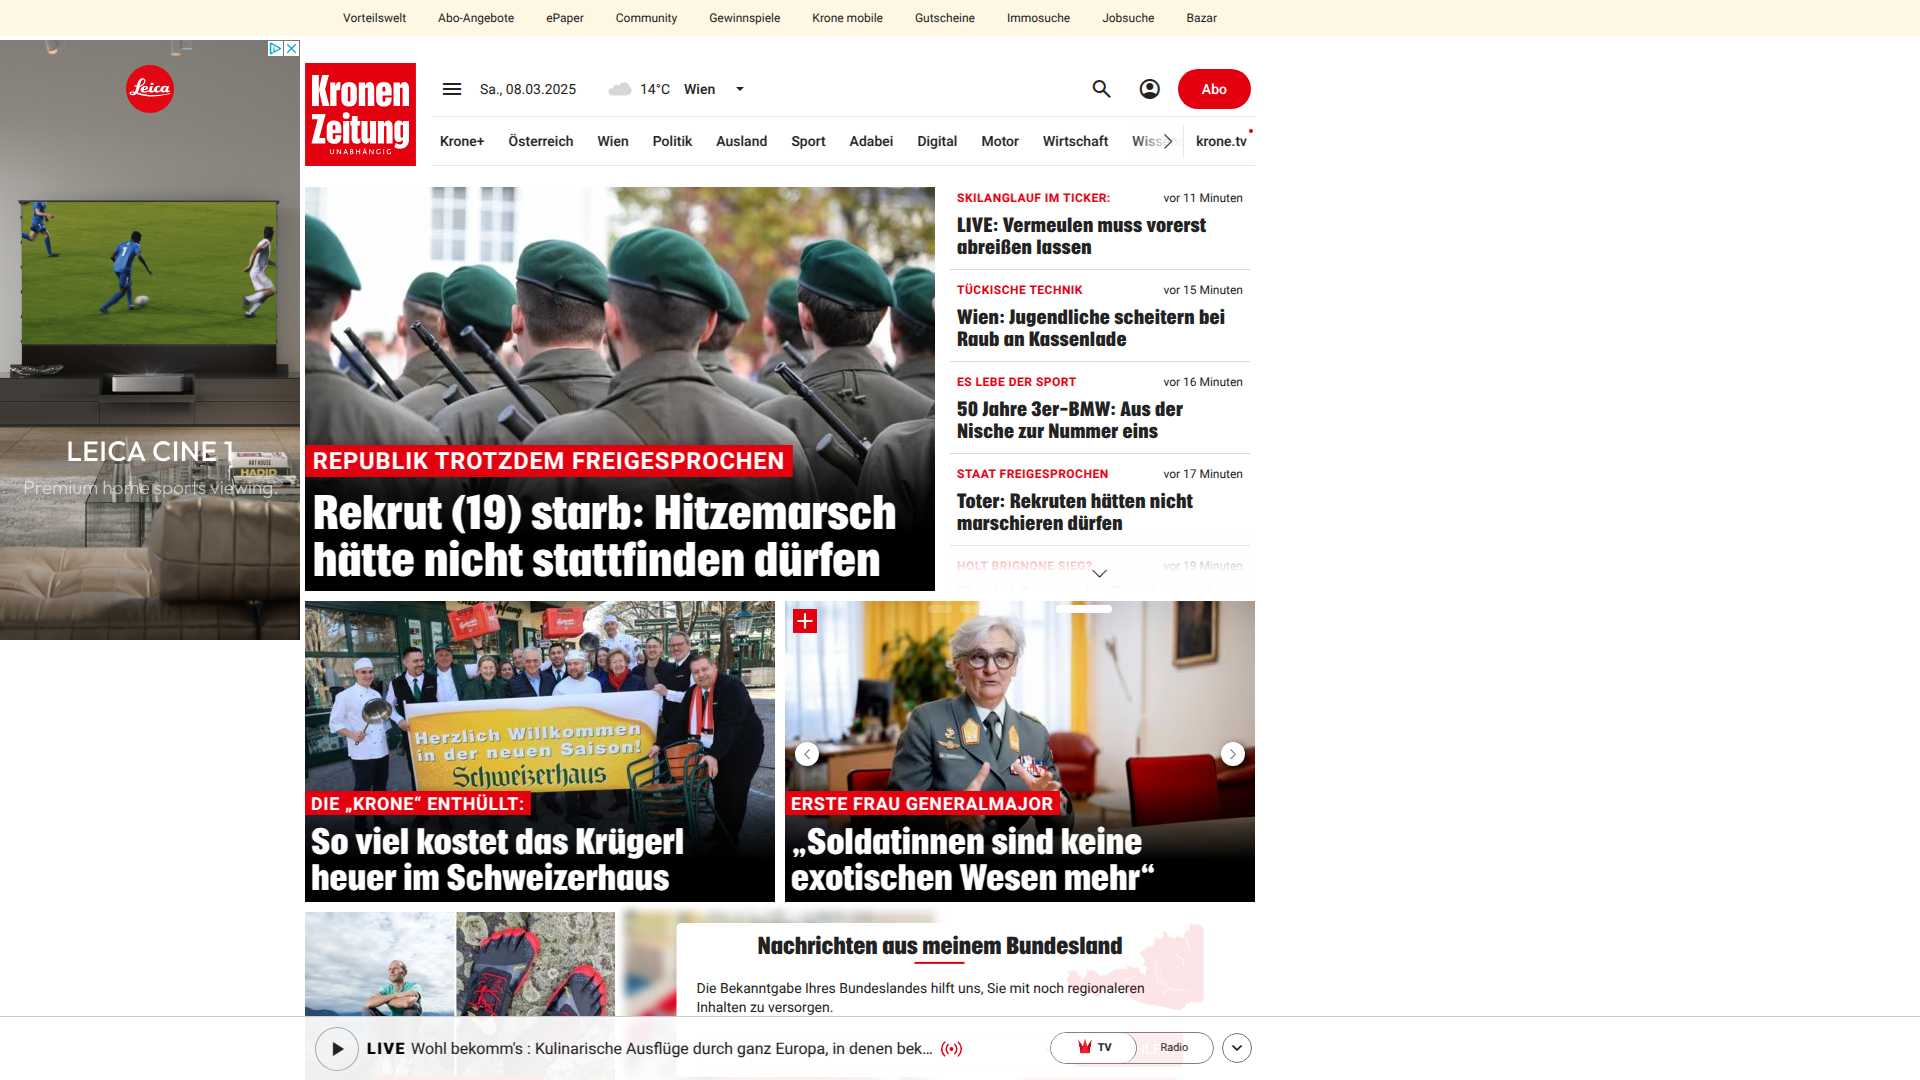 Vorteilswelt Abo-Angebote ePaper Community Gewinnspiele Krone mobile Gutscheine Immosuche Jobsuche Bazar
Leica
LEICA CINE 1
Premium home sports viewing.
ART HOUSE
HADID
Kronen
Zeitung
UNABHÄNGIG
Sa., 08.03.2025 14°C Wien
Abo
Krone+ Österreich Wien Politik Ausland Sport Adabei Digital Motor Wirtschaft krone.tv
REPUBLIK TROTZDEM FREIGESPROCHEN
Rekrut (19) starb: Hitzemarsch
hätte nicht stattfinden dürfen
SKILANGLAUF IM TICKER: vor 11 Minuten
LIVE: Vermeulen muss vorerst
abreißen lassen
TÜCKISCHE TECHNIK vor 15 Minuten
Wien: Jugendliche scheitern bei
Raub an Kassenlade
ES LEBE DER SPORT vor 16 Minuten
50 Jahre 3er-BMW: Aus der
Nische zur Nummer eins
STAAT FREIGESPROCHEN vor 17 Minuten
Toter: Rekruten hätten nicht
marschieren dürfen
HOLT BRIGNONE SIEG? vor 19 Minuten
Herzlich Willkommen
in der neuen Saison!
Schweizerhaus
DIE „KRONE“ ENTHÜLLT:
So viel kostet das Krügerl
heuer im Schweizerhaus
ERSTE FRAU GENERALMAJOR
„Soldatinnen sind keine
exotischen Wesen mehr“
Nachrichten aus meinem Bundesland
Die Bekanntgabe Ihres Bundeslandes hilft uns, Sie mit noch regionaleren
Inhalten zu versorgen.
LIVE Wohl bekomm's : Kulinarische Ausflüge durch ganz Europa, in denen bek...
TV Radio